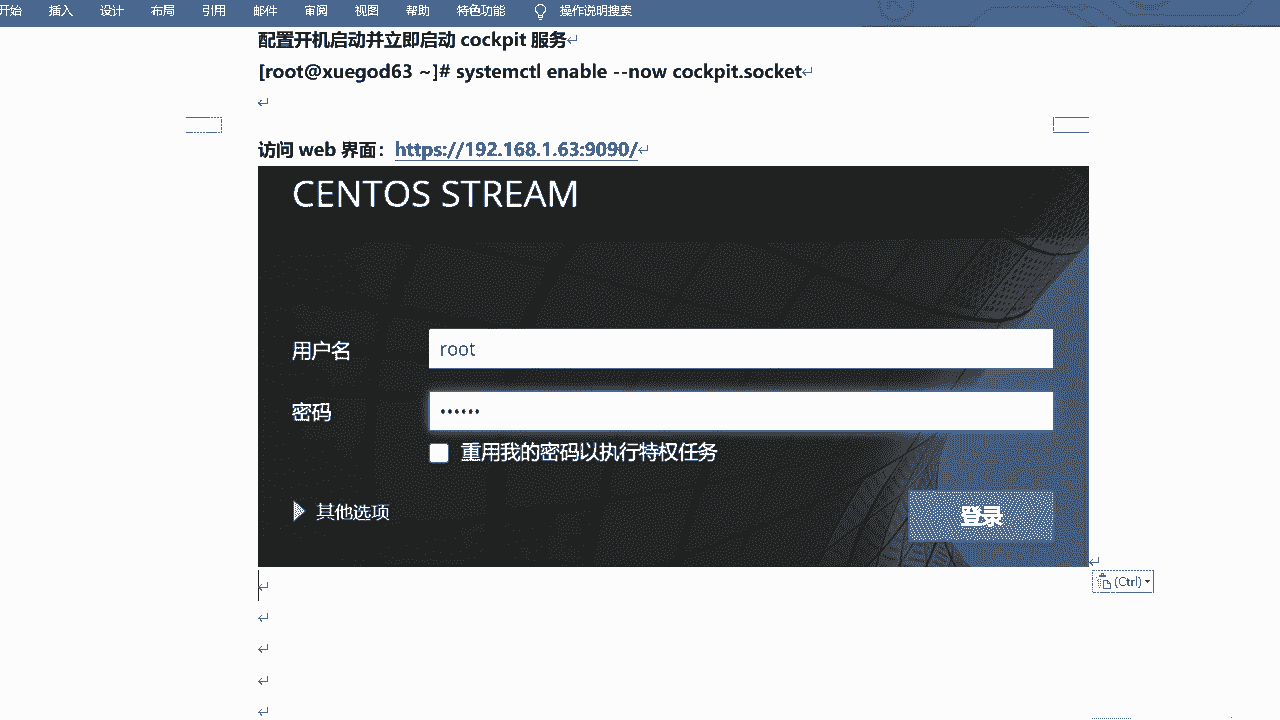 开始 插入 设计 布局 引用 邮件 审阅 视图 帮助 特色功能 操作说明搜索
配置开机启动并立即启动 cockpit 服务
[root@xuegod63 ~]# systemctl enable --now cockpit.socket
访问 web 界面：https://192.168.1.63:9090/
CENTOS STREAM
用户名 root
密码 ••••••
重用我的密码以执行特权任务
其他选项 登录
(Ctrl)